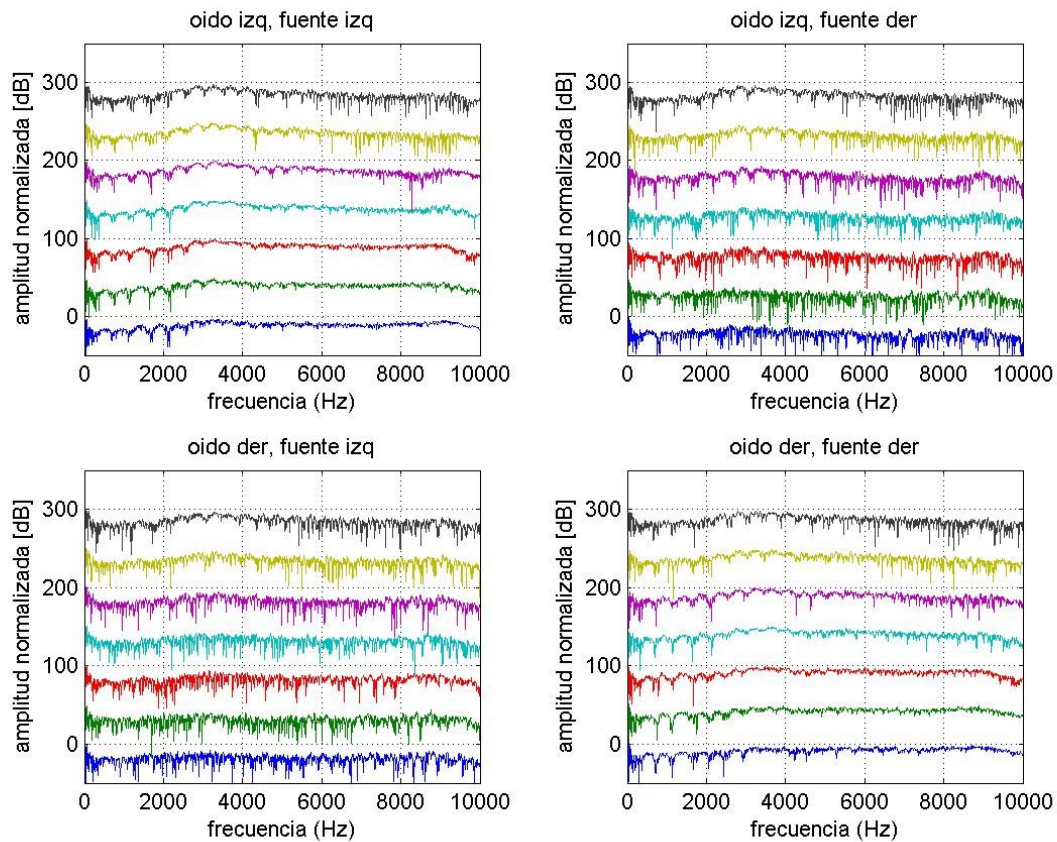 oido izq, fuente izq
amplitud normalizada [dB]
300
200
100
0
0 2000 4000 6000 8000 10000
frecuencia (Hz)
oido izq, fuente der
amplitud normalizada [dB]
300
200
100
0
0 2000 4000 6000 8000 10000
frecuencia (Hz)
oido der, fuente izq
amplitud normalizada [dB]
300
200
100
0
0 2000 4000 6000 8000 10000
frecuencia (Hz)
oido der, fuente der
amplitud normalizada [dB]
300
200
100
0
0 2000 4000 6000 8000 10000
frecuencia (Hz)